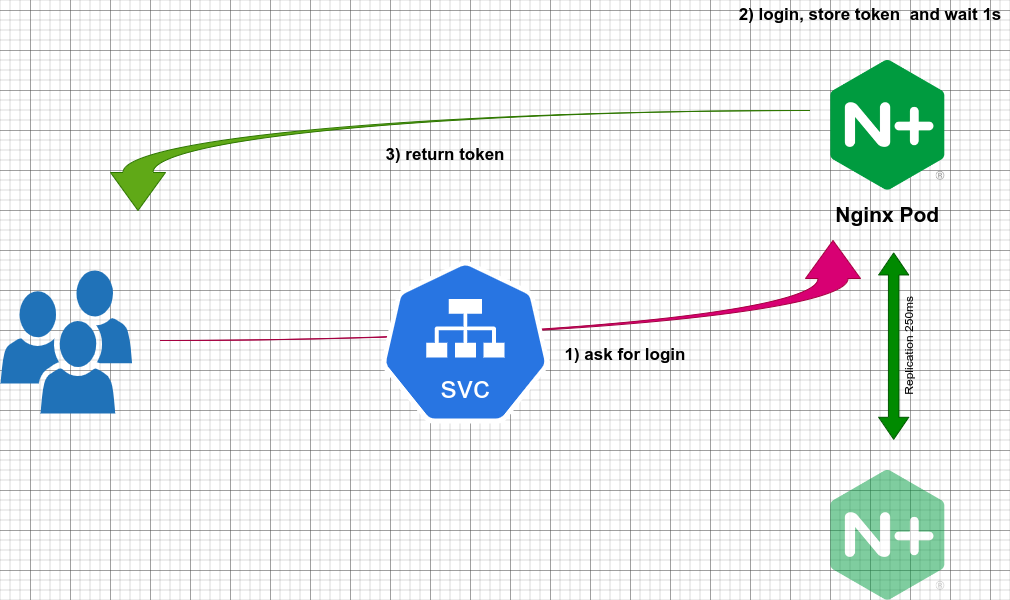 2) login, store token  and wait 1s
N+
®
3) return token
Nginx Pod
1) ask for login
svc
Replication 250ms
N+
®